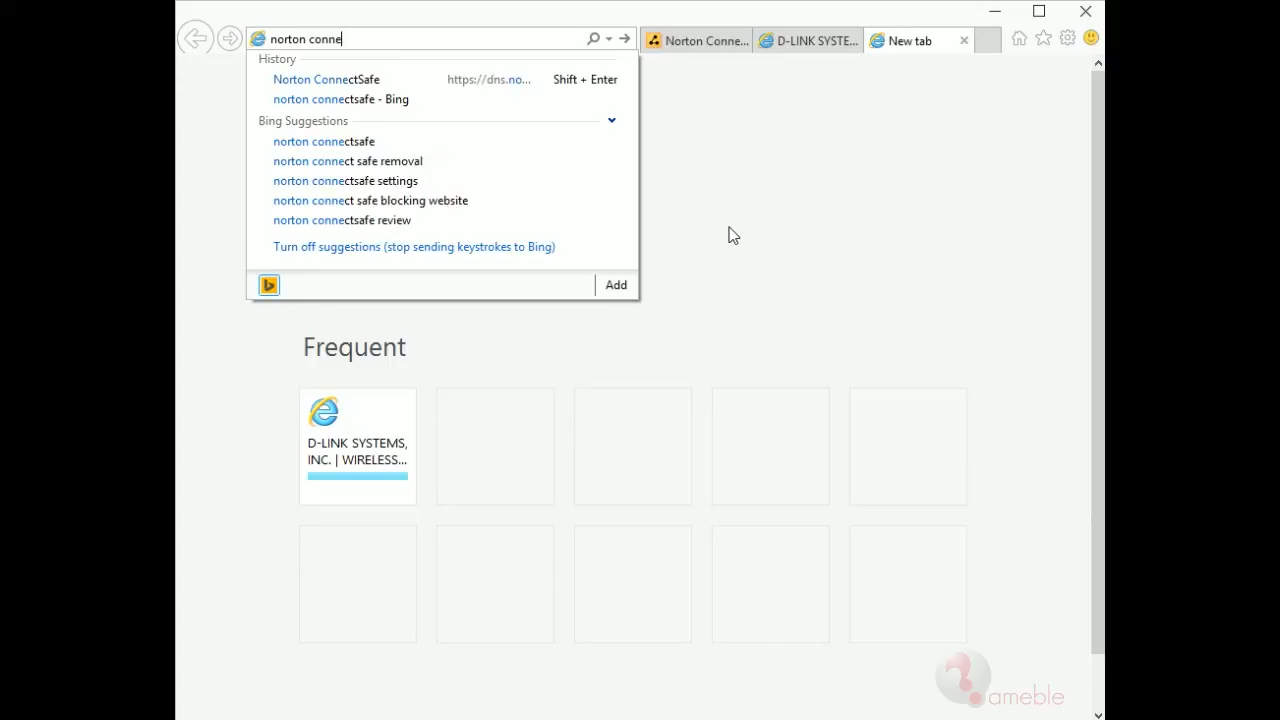 norton conne
Norton Conne...
D-LINK SYSTE...
New tab
History
Norton ConnectSafe https://dns.no... Shift + Enter
norton connectsafe - Bing
Bing Suggestions
norton connectsafe
norton connect safe removal
norton connectsafe settings
norton connect safe blocking website
norton connectsafe review
Turn off suggestions (stop sending keystrokes to Bing)
Add
Frequent
D-LINK SYSTEMS,
INC. | WIRELESS...
ameble